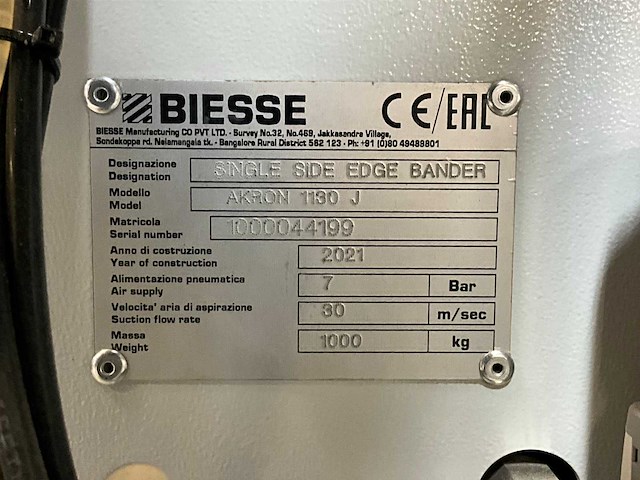 BIESSE CE/EAC
BIESSE Manufacturing CO PVT LTD. - Survey No.32, No.469, Jakkasandra Village,
Sondekoppa rd. Nelamangala tk. - Bangalore Rural District 562 123 - Ph: +91 (0)80 49489801
Designazione
Designation
SINGLE SIDE EDGE BANDER
Modello
Model
AKRON 1130 J
Matricola
Serial number
1000044199
Anno di costruzione
Year of construction
2021
Alimentazione pneumatica
Air supply
7 Bar
Velocita' aria di aspirazione
Suction flow rate
30 m/sec
Massa
Weight
1000 kg